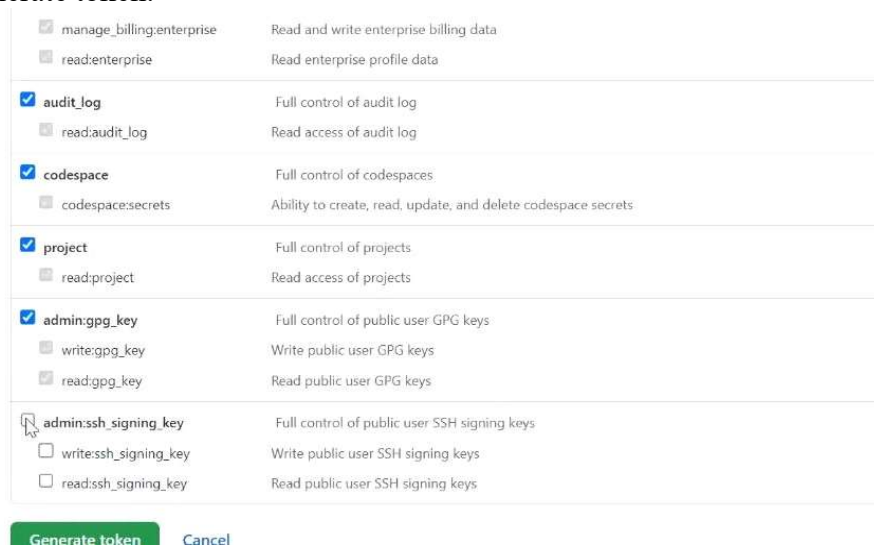 manage_billing:enterprise Read and write enterprise billing data
read:enterprise Read enterprise profile data
audit_log Full control of audit log
read:audit_log Read access of audit log
codespace Full control of codespaces
codespace:secrets Ability to create, read, update, and delete codespace secrets
project Full control of projects
read:project Read access of projects
admin:gpg_key Full control of public user GPG keys
write:gpg_key Write public user GPG keys
read:gpg_key Read public user GPG keys
admin:ssh_signing_key Full control of public user SSH signing keys
write:ssh_signing_key Write public user SSH signing keys
read:ssh_signing_key Read public user SSH signing keys
Generate token Cancel